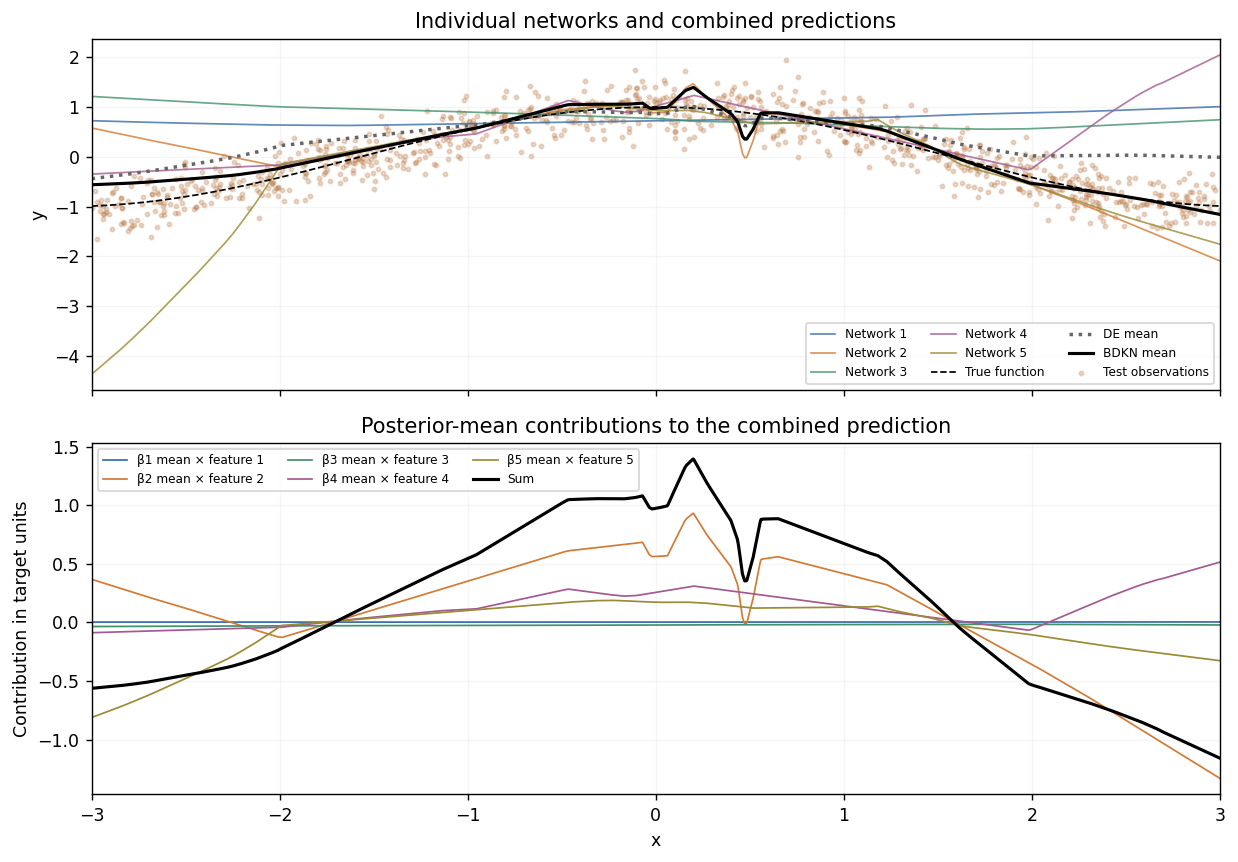 Individual networks and combined predictions
2
1
0
−1
−2
−3
−4
y
Network 1
Network 2
Network 3
Network 4
Network 5
True function
DE mean
BDKN mean
Test observations
Posterior-mean contributions to the combined prediction
1.5
1.0
0.5
0.0
−0.5
−1.0
Contribution in target units
β1 mean × feature 1
β2 mean × feature 2
β3 mean × feature 3
β4 mean × feature 4
β5 mean × feature 5
Sum
−3
−2
−1
0
1
2
3
x